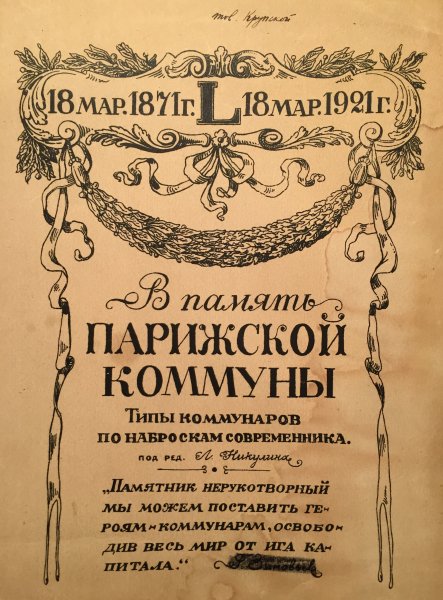 тов. Крупской
18 МАР. 1871 Г. L 18 МАР. 1921 Г.
В память
ПАРИЖСКОЙ
КОММУНЫ
ТИПЫ КОММУНАРОВ
ПО НАБРОСКАМ СОВРЕМЕННИКА.
ПОД РЕД. Л. Никулина
„ПАМЯТНИК НЕРУКОТВОРНЫЙ
МЫ МОЖЕМ ПОСТАВИТЬ ГЕ-
РОЯМ-КОММУНАРАМ, ОСВОБО-
ДИВ ВЕСЬ МИР ОТ ИГА КА-
ПИТАЛА."